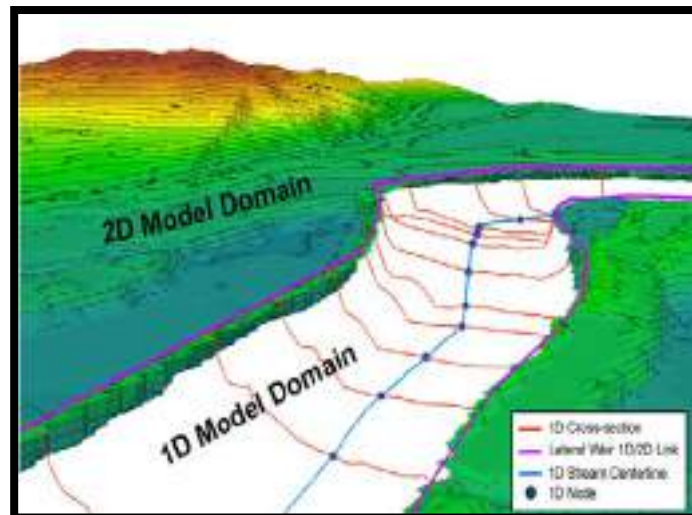 2D Model Domain
1D Model Domain
1D Cross-section
Lateral Weir 1D/2D Link
1D Stream Centerline
1D Node